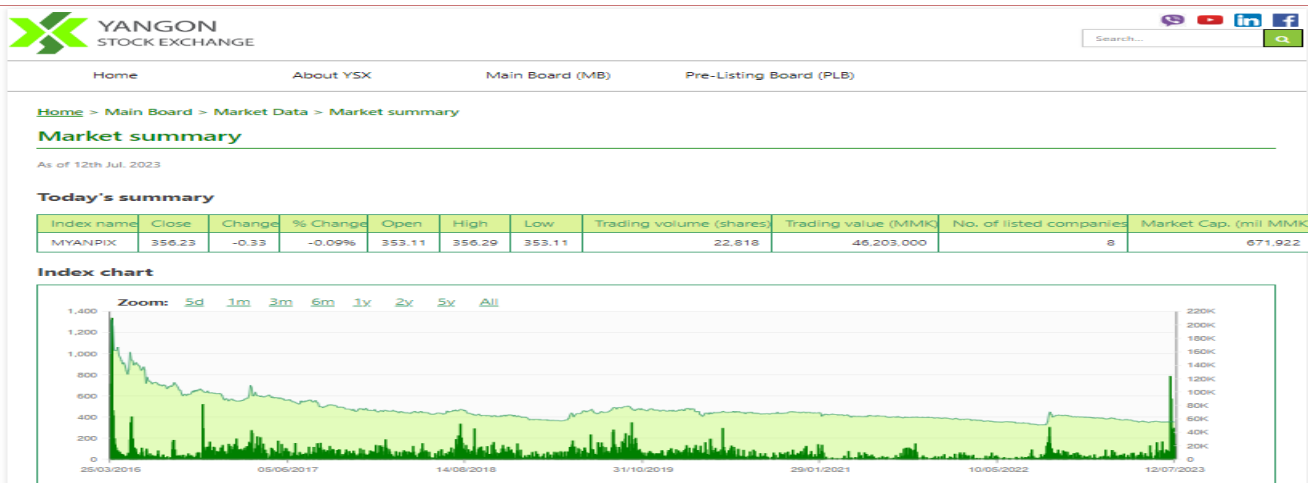 YANGON
STOCK EXCHANGE
Search...
Home About YSX Main Board (MB) Pre-Listing Board (PLB)
Home > Main Board > Market Data > Market summary
Market summary
As of 12th Jul. 2023
Today's summary
Index name Close Change % Change Open High Low Trading volume (shares) Trading value (MMK) No. of listed companies Market Cap. (mil MMK
MYANPIX 356.23 -0.33 -0.09% 353.11 356.29 353.11 22,818 46,203,000 8 671,922
Index chart
Zoom: 5d 1m 3m 6m 1y 2y 5y All
1,400 220K
1,200 200K
180K
1,000 160K
140K
800 120K
600 100K
80K
400 60K
40K
200 20K
0 0
25/03/2016 05/06/2017 14/08/2018 31/10/2019 29/01/2021 10/05/2022 12/07/2023